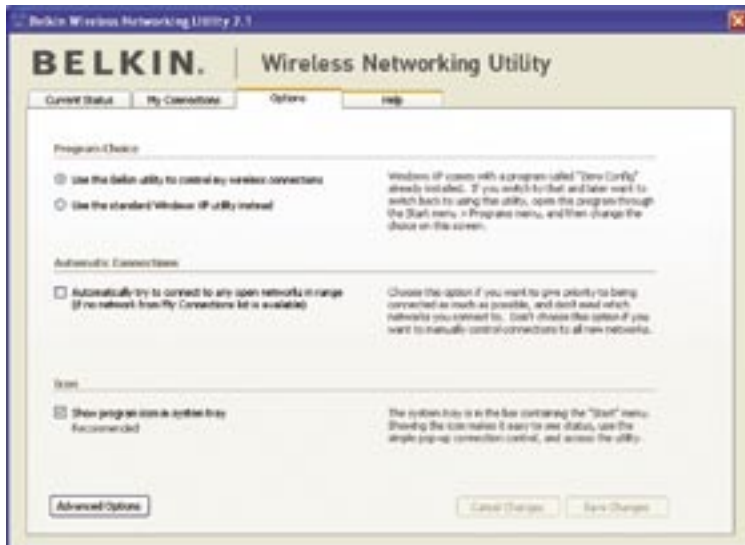 Belkin Wireless Networking Utility 2.1
BELKIN. Wireless Networking Utility
Current Status My Connections Options Help
Program Choice
Use the Belkin utility to control my wireless connections
Use the standard Windows XP utility instead
Windows XP comes with a program called "Zero Config"
already installed. If you switch to that and later want to
switch back to using this utility, open the program through
the Start menu > Programs menu, and then change the
choice on this screen.
Automatic Connections
Automatically try to connect to any open networks in range
(if no network from My Connections list is available)
Choose this option if you want to give priority to being
connected as much as possible, and don't mind which
networks you connect to. Don't choose this option if you
want to manually control connections to all new networks.
Icon
Show program icon in system tray
Recommended
The system tray is in the bar containing the "Start" menu.
Showing the icon makes it easy to see status, use the
simple pop-up connection control, and access the utility.
Advanced Options Cancel Changes Save Changes